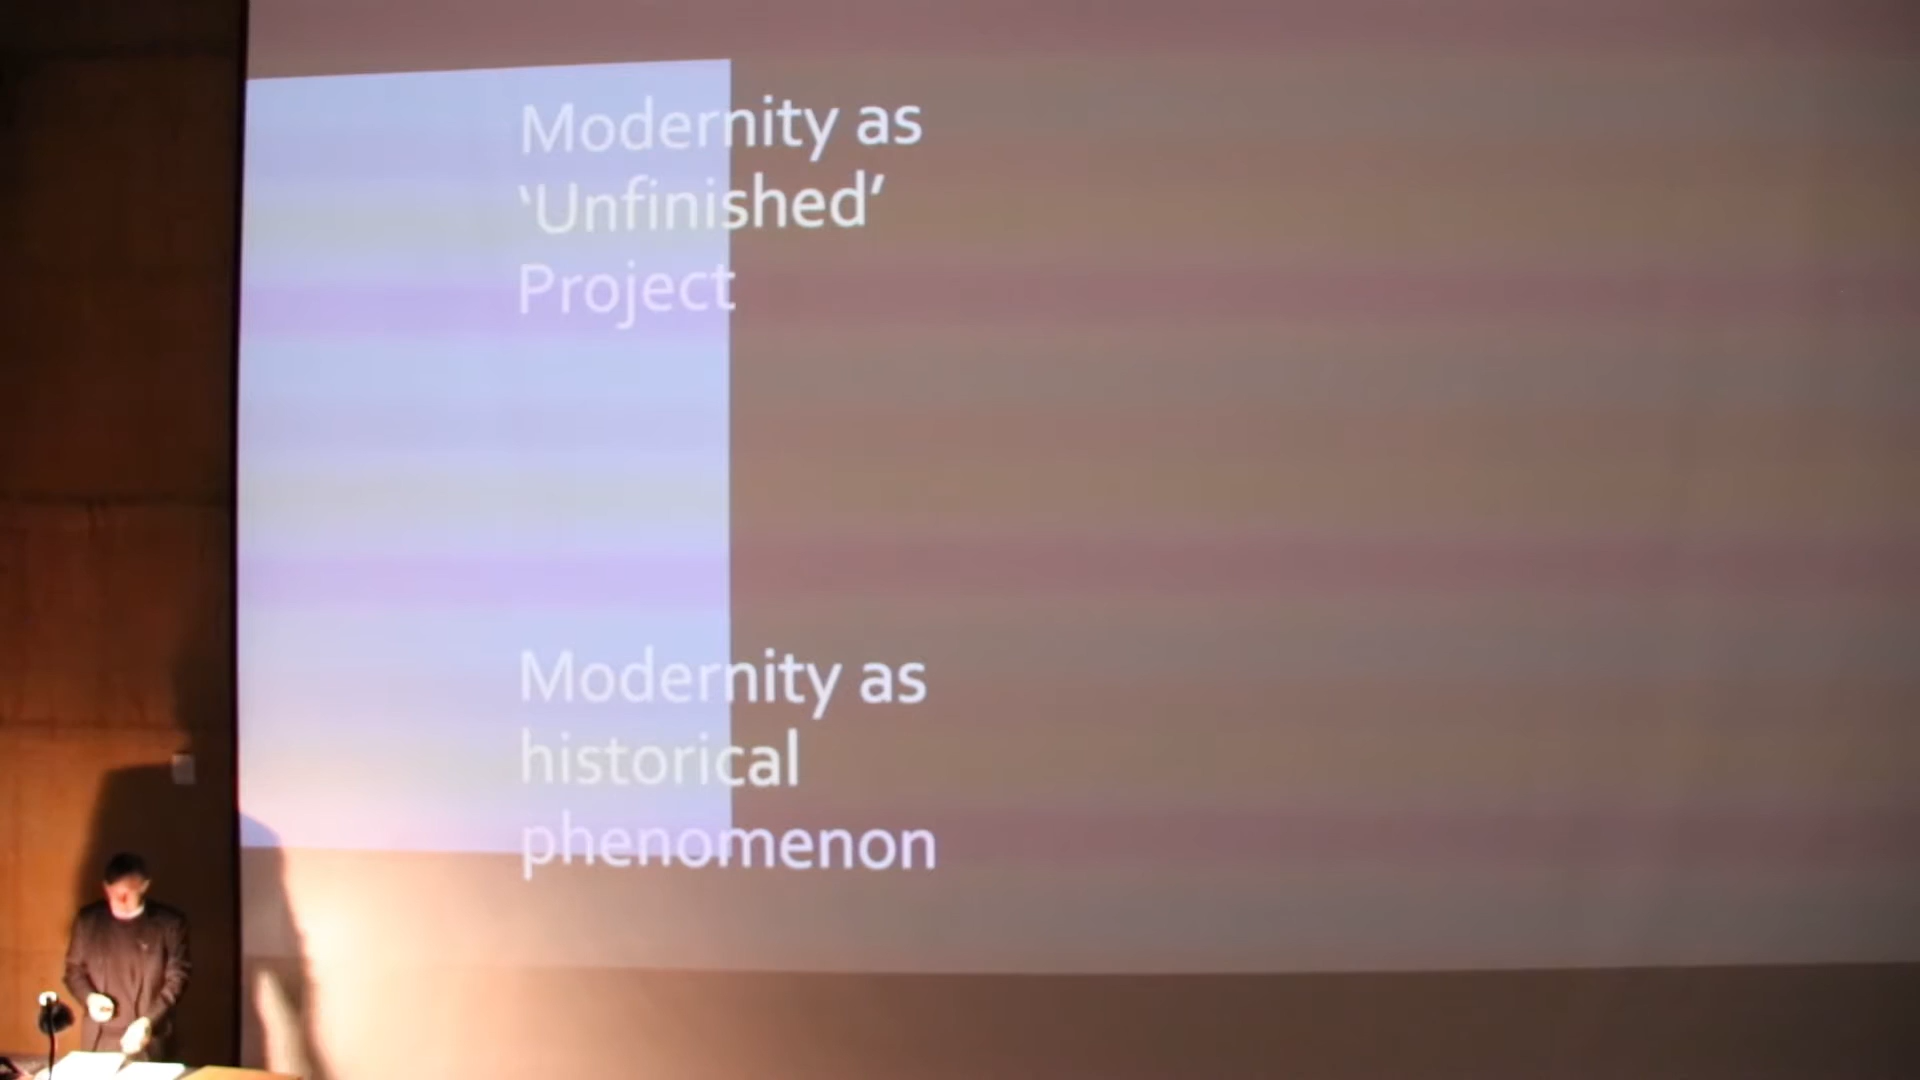 Modernity as
‘Unfinished’
Project
Modernity as
historical
phenomenon